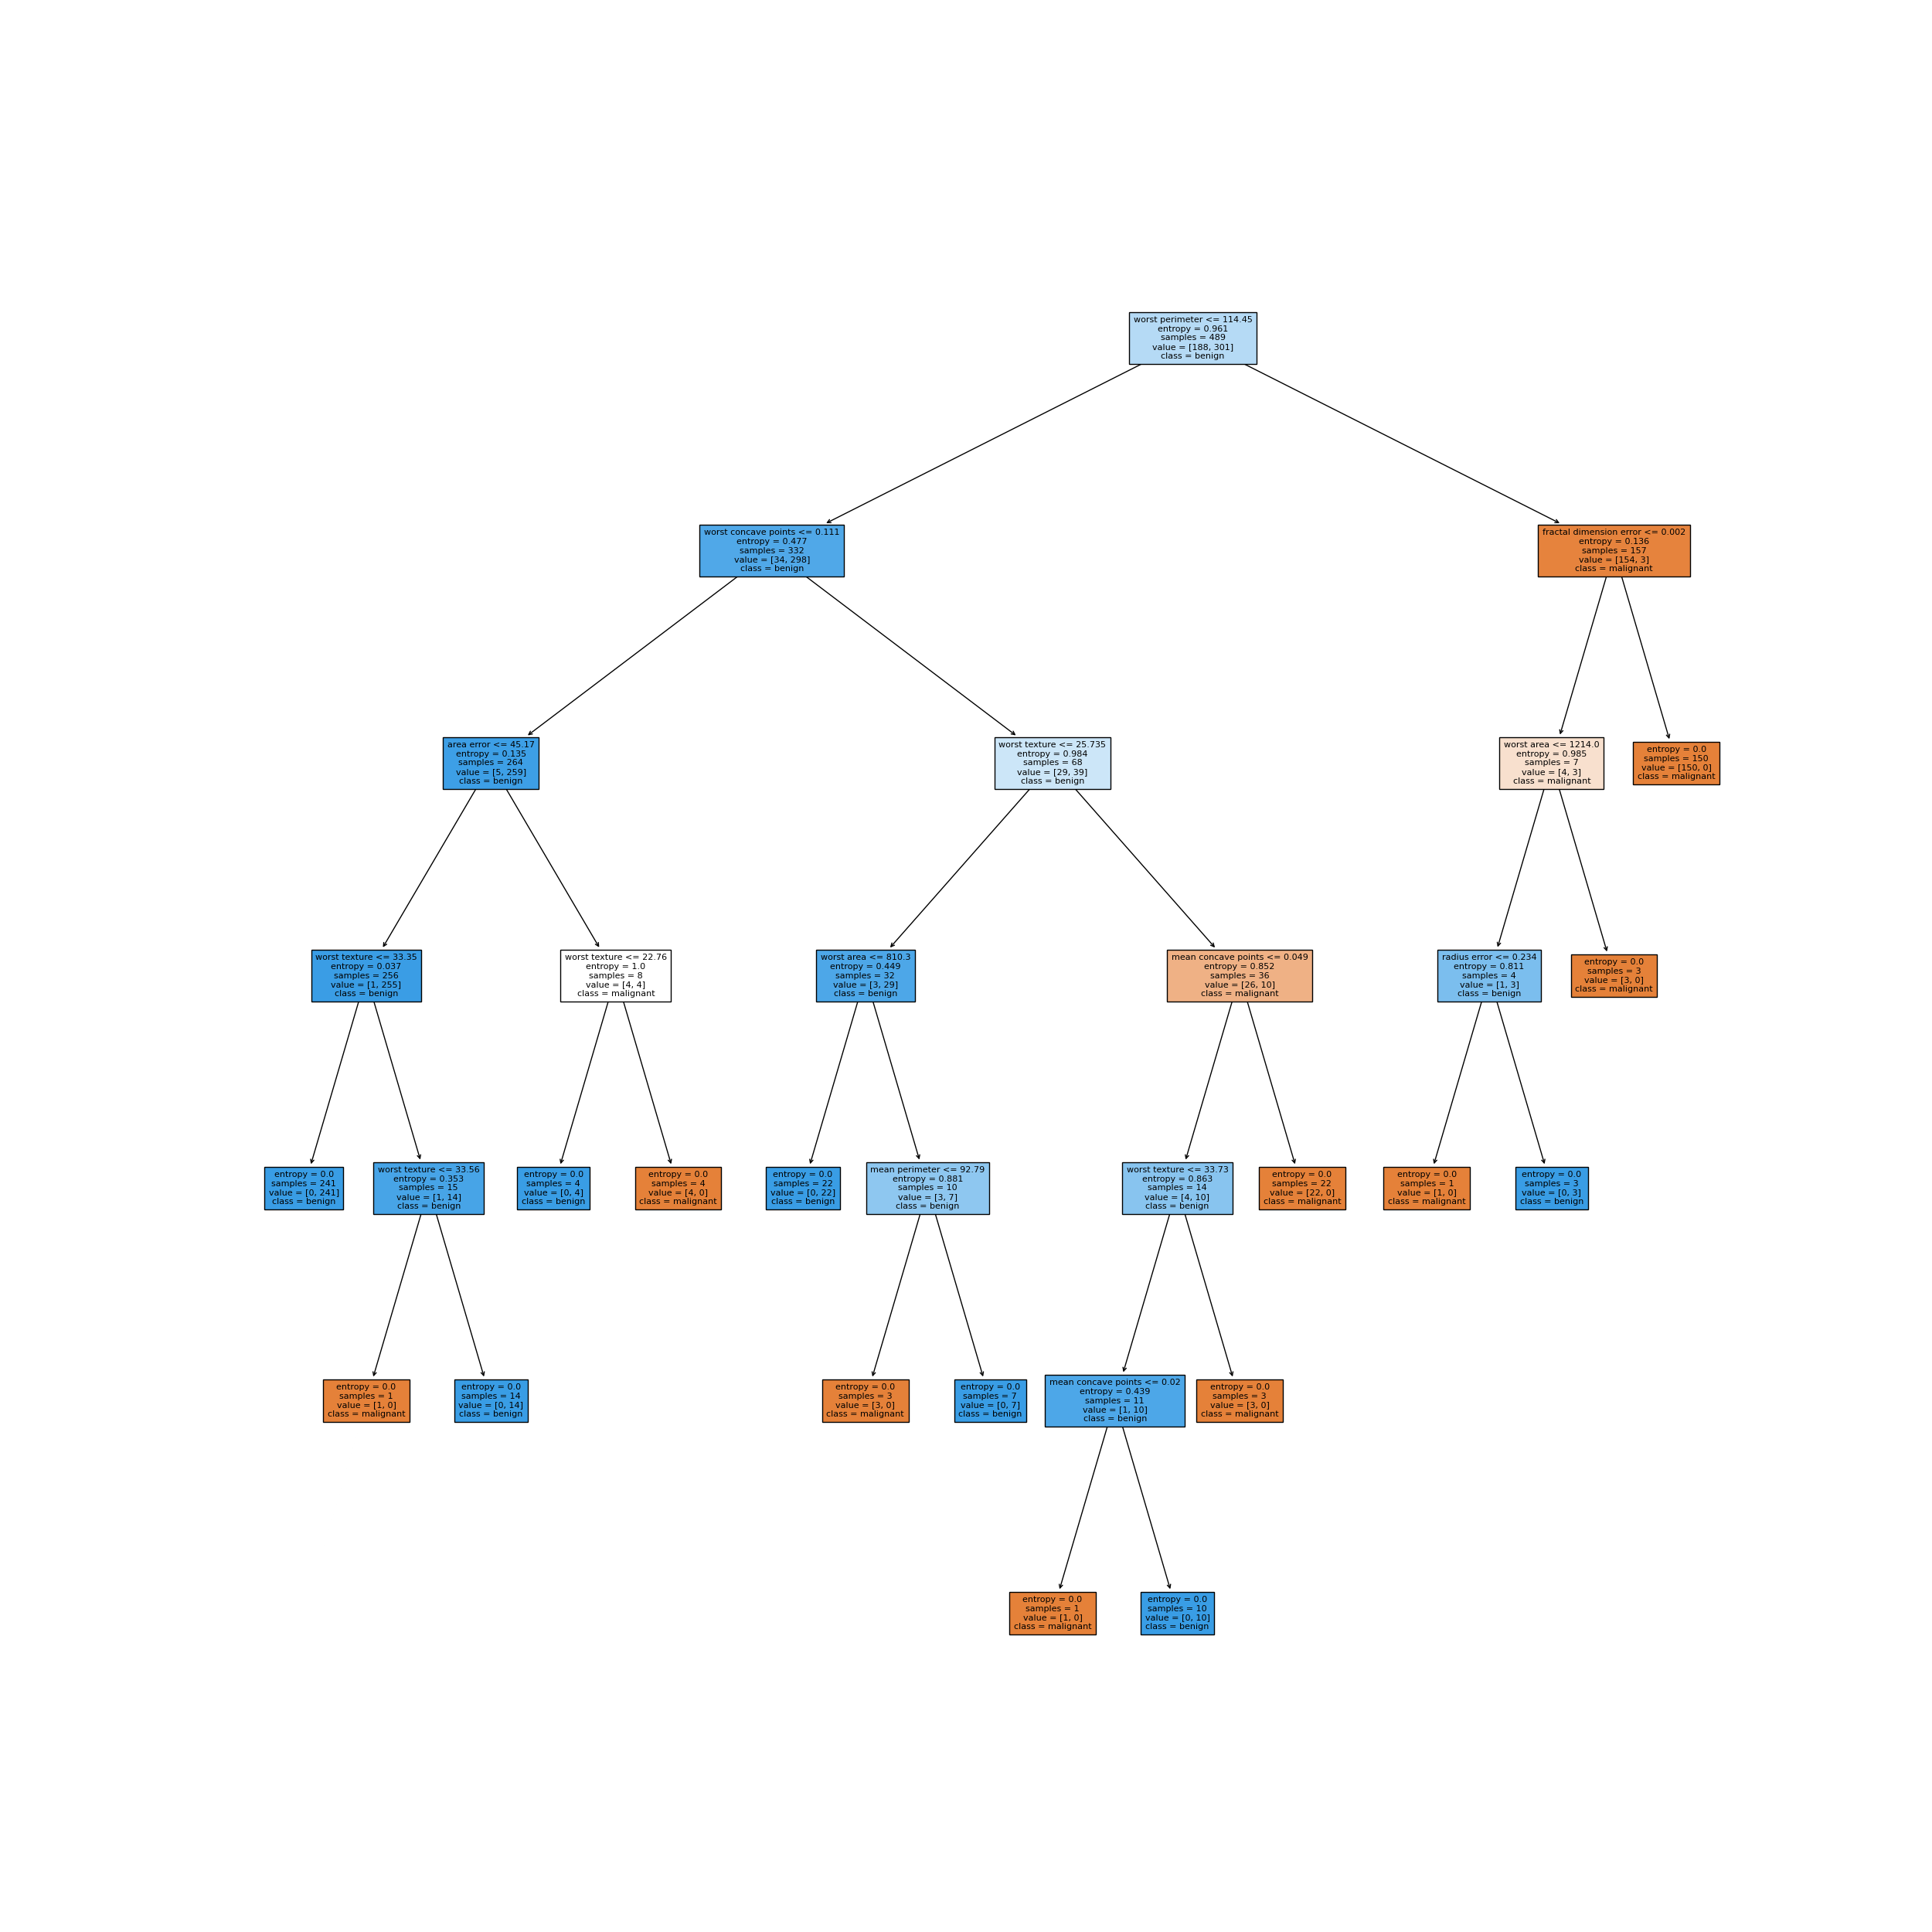 worst perimeter <= 114.45
entropy = 0.961
samples = 489
value = [188, 301]
class = benign
worst concave points <= 0.111
entropy = 0.477
samples = 332
value = [34, 298]
class = benign
fractal dimension error <= 0.002
entropy = 0.136
samples = 157
value = [154, 3]
class = malignant
area error <= 45.17
entropy = 0.135
samples = 264
value = [5, 259]
class = benign
worst texture <= 25.735
entropy = 0.984
samples = 68
value = [29, 39]
class = benign
worst area <= 1214.0
entropy = 0.985
samples = 7
value = [4, 3]
class = malignant
entropy = 0.0
samples = 150
value = [150, 0]
class = malignant
worst texture <= 33.35
entropy = 0.037
samples = 256
value = [1, 255]
class = benign
worst texture <= 22.76
entropy = 1.0
samples = 8
value = [4, 4]
class = malignant
worst area <= 810.3
entropy = 0.449
samples = 32
value = [3, 29]
class = benign
mean concave points <= 0.049
entropy = 0.852
samples = 36
value = [26, 10]
class = malignant
radius error <= 0.234
entropy = 0.811
samples = 4
value = [1, 3]
class = benign
entropy = 0.0
samples = 3
value = [3, 0]
class = malignant
entropy = 0.0
samples = 241
value = [0, 241]
class = benign
worst texture <= 33.56
entropy = 0.353
samples = 15
value = [1, 14]
class = benign
entropy = 0.0
samples = 4
value = [0, 4]
class = benign
entropy = 0.0
samples = 4
value = [4, 0]
class = malignant
entropy = 0.0
samples = 22
value = [0, 22]
class = benign
mean perimeter <= 92.79
entropy = 0.881
samples = 10
value = [3, 7]
class = benign
worst texture <= 33.73
entropy = 0.863
samples = 14
value = [4, 10]
class = benign
entropy = 0.0
samples = 22
value = [22, 0]
class = malignant
entropy = 0.0
samples = 1
value = [1, 0]
class = malignant
entropy = 0.0
samples = 3
value = [0, 3]
class = benign
entropy = 0.0
samples = 1
value = [1, 0]
class = malignant
entropy = 0.0
samples = 14
value = [0, 14]
class = benign
entropy = 0.0
samples = 3
value = [3, 0]
class = malignant
entropy = 0.0
samples = 7
value = [0, 7]
class = benign
mean concave points <= 0.02
entropy = 0.439
samples = 11
value = [1, 10]
class = benign
entropy = 0.0
samples = 3
value = [3, 0]
class = malignant
entropy = 0.0
samples = 1
value = [1, 0]
class = malignant
entropy = 0.0
samples = 10
value = [0, 10]
class = benign